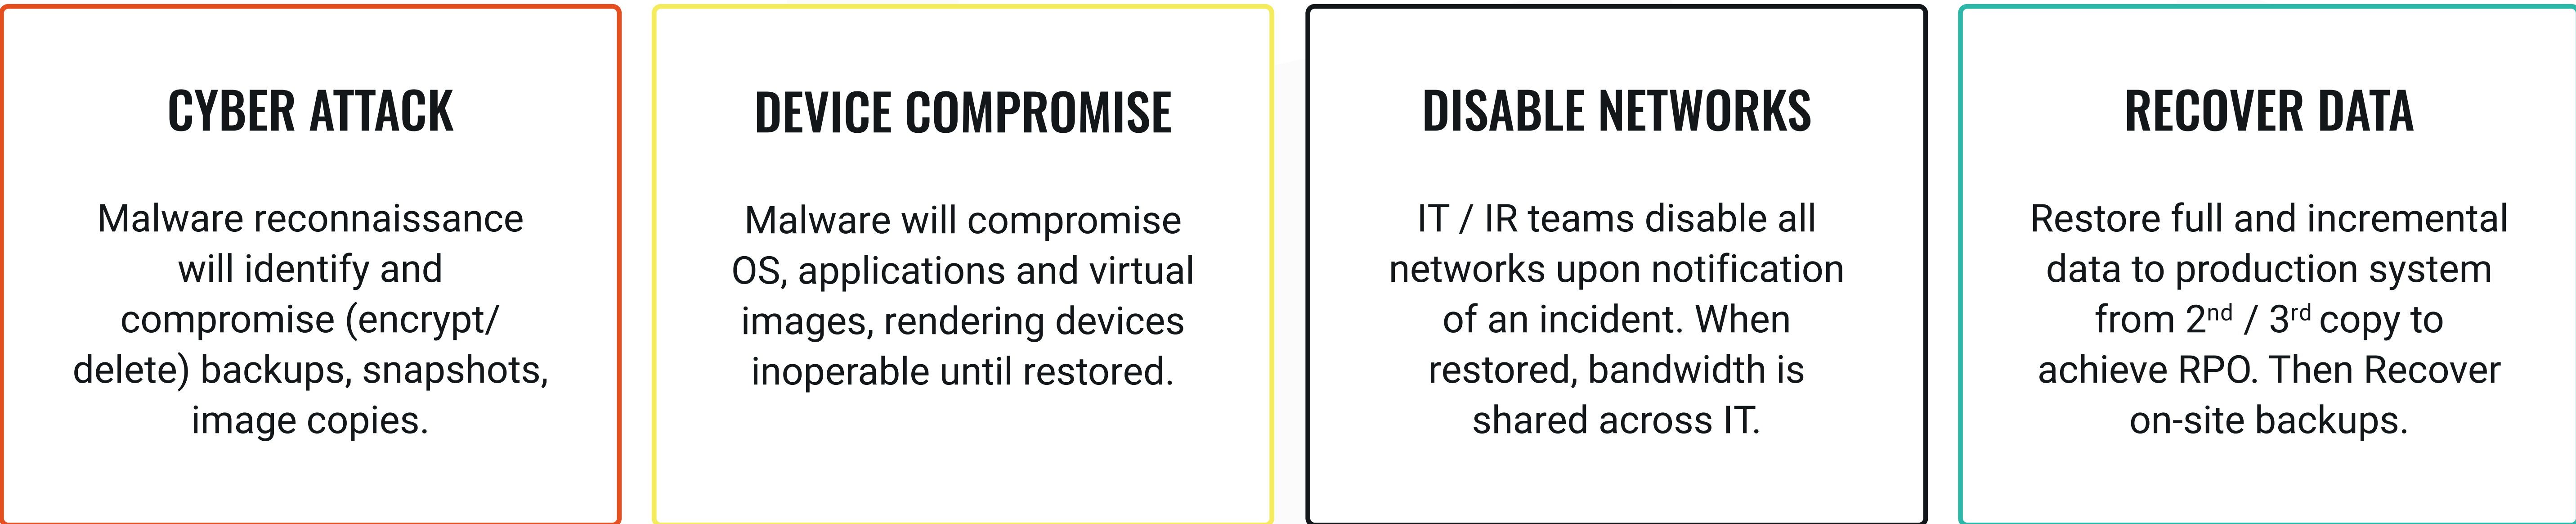 CYBER ATTACK
Malware reconnaissance
will identify and
compromise (encrypt/
delete) backups, snapshots,
image copies.
DEVICE COMPROMISE
Malware will compromise
OS, applications and virtual
images, rendering devices
inoperable until restored.
DISABLE NETWORKS
IT / IR teams disable all
networks upon notification
of an incident. When
restored, bandwidth is
shared across IT.
RECOVER DATA
Restore full and incremental
data to production system
from 2nd / 3rd copy to
achieve RPO. Then Recover
on-site backups.